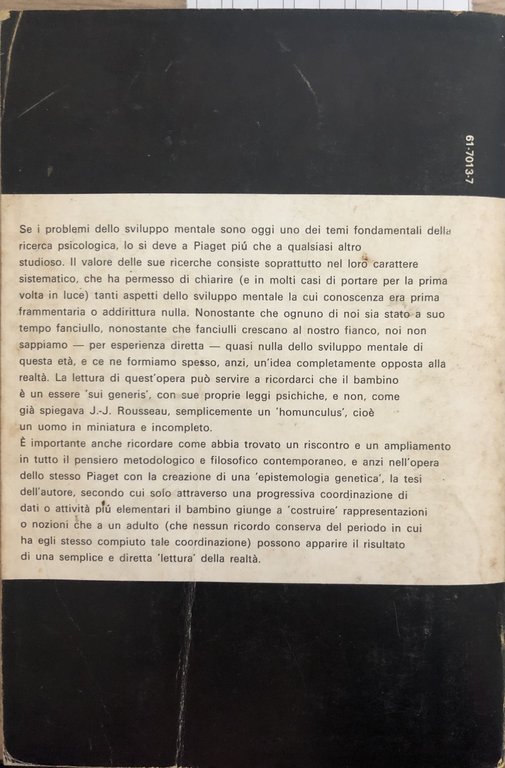 61-7013-7
Se i problemi dello sviluppo mentale sono oggi uno dei temi fondamentali della
ricerca psicologica, lo si deve a Piaget piú che a qualsiasi altro
studioso. Il valore delle sue ricerche consiste soprattutto nel loro carattere
sistematico, che ha permesso di chiarire (e in molti casi di portare per la prima
volta in luce) tanti aspetti dello sviluppo mentale la cui conoscenza era prima
frammentaria o addirittura nulla. Nonostante che ognuno di noi sia stato a suo
tempo fanciullo, nonostante che fanciulli crescano al nostro fianco, noi non
sappiamo — per esperienza diretta — quasi nulla dello sviluppo mentale di
questa età, e ce ne formiamo spesso, anzi, un'idea completamente opposta alla
realtà. La lettura di quest'opera può servire a ricordarci che il bambino
è un essere 'sui generis', con sue proprie leggi psichiche, e non, come
già spiegava J.-J. Rousseau, semplicemente un 'homunculus', cioè
un uomo in miniatura e incompleto.
È importante anche ricordare come abbia trovato un riscontro e un ampliamento
in tutto il pensiero metodologico e filosofico contemporaneo, e anzi nell'opera
dello stesso Piaget con la creazione di una 'epistemologia genetica', la tesi
dell'autore, secondo cui solo attraverso una progressiva coordinazione di
dati o attività piú elementari il bambino giunge a 'costruire' rappresentazioni
o nozioni che a un adulto (che nessun ricordo conserva del periodo in cui
ha egli stesso compiuto tale coordinazione) possono apparire il risultato
di una semplice e diretta 'lettura' della realtà.